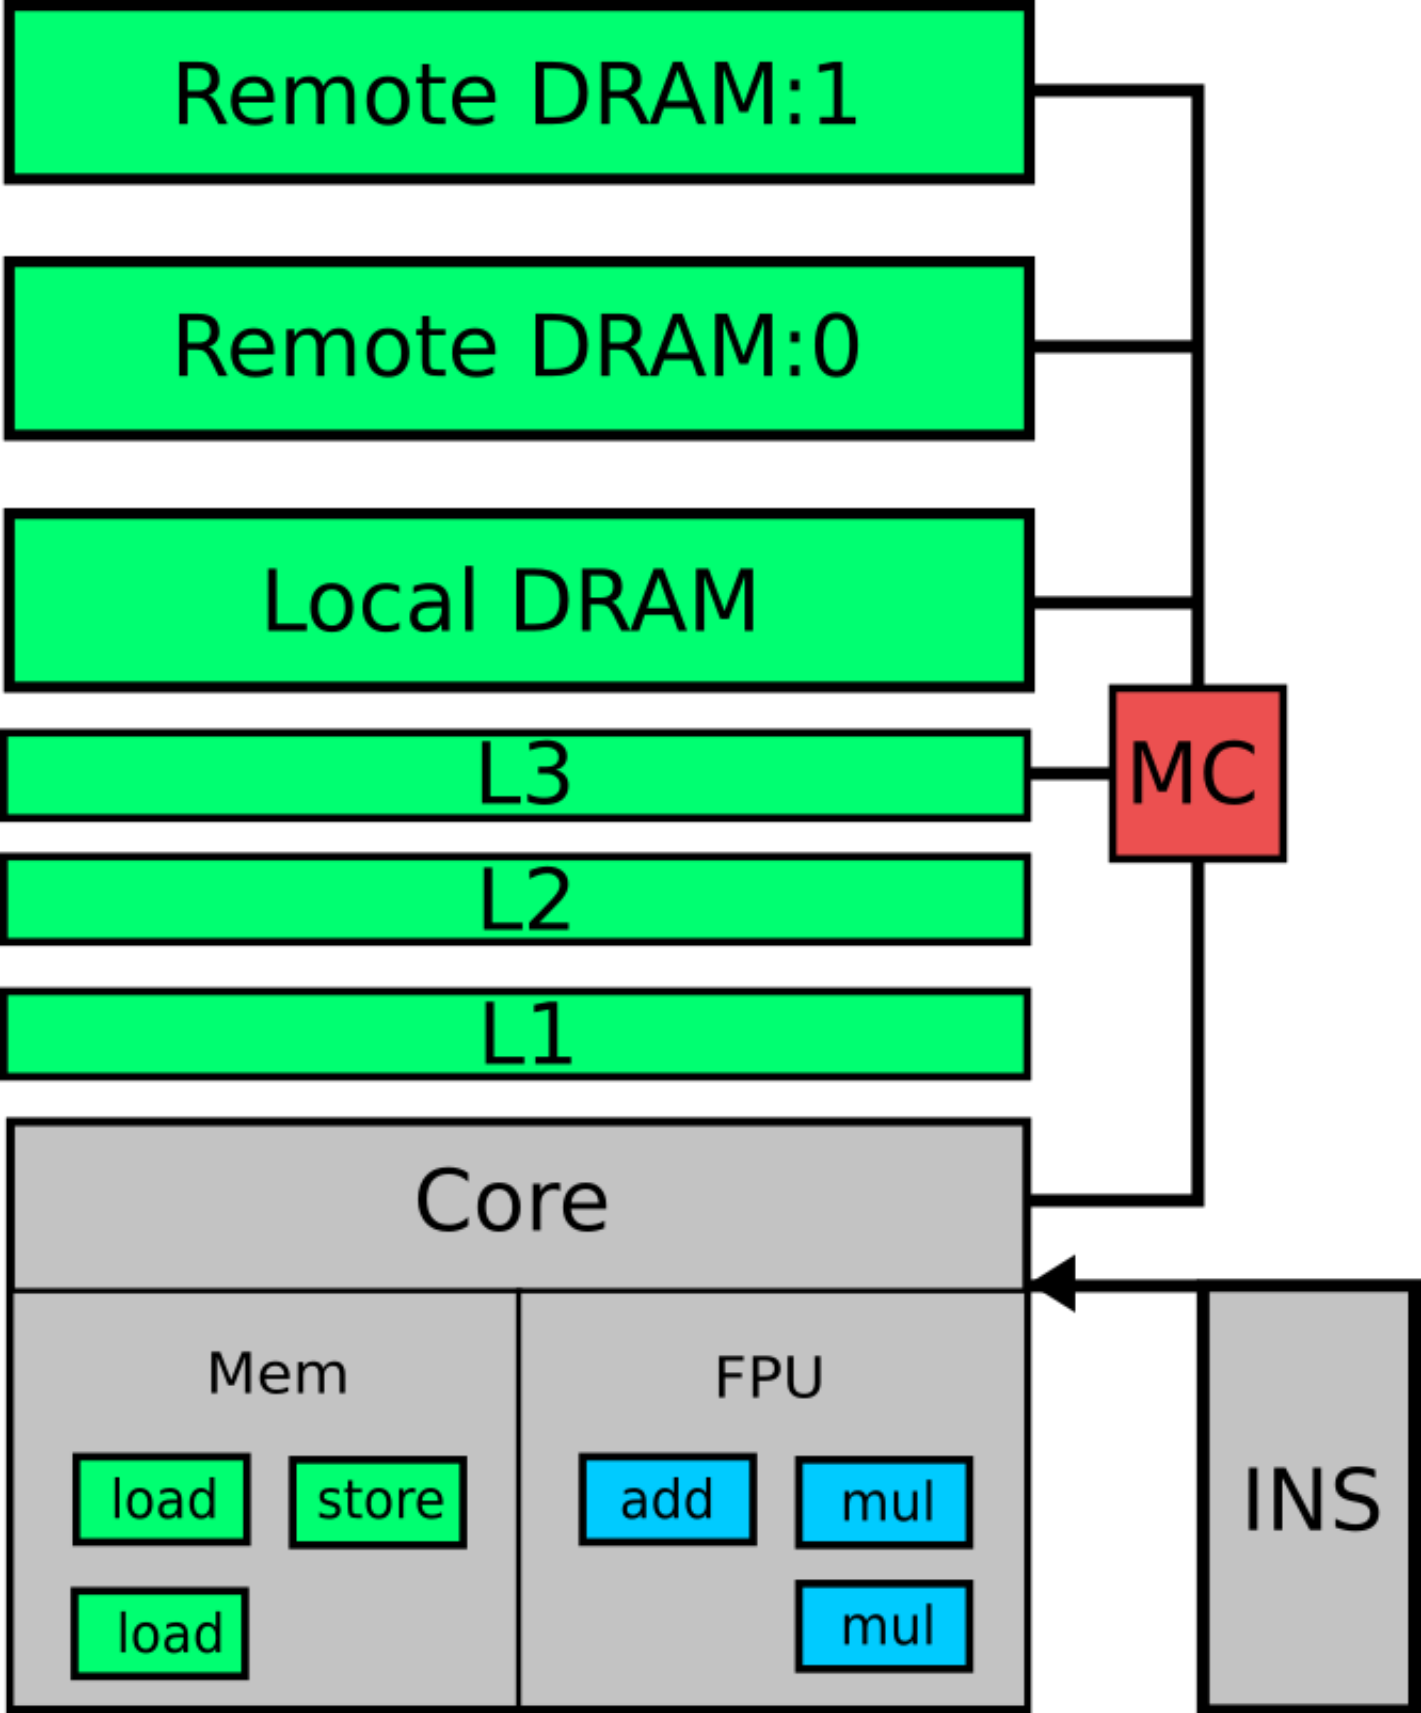 Remote DRAM:1
Remote DRAM:0
Local DRAM
L3
MC
L2
L1
Core
Mem
FPU
load
store
add
mul
INS
load
mul